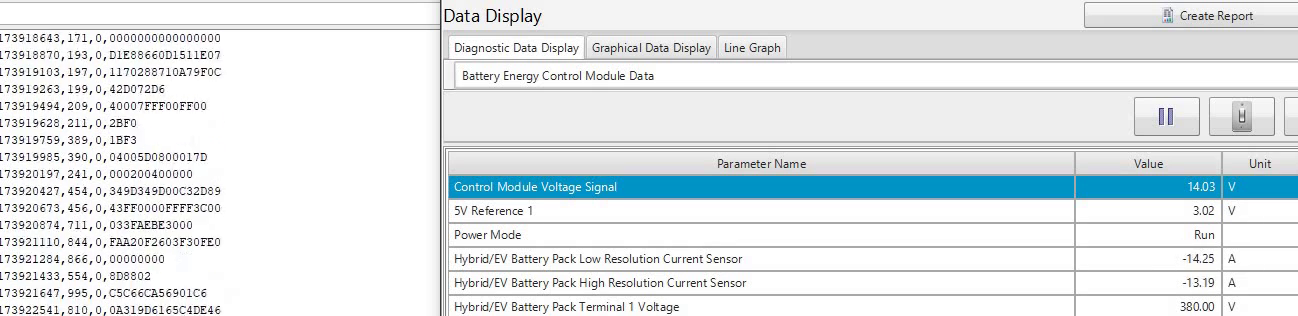 173918643,171,0,0000000000000000
173918870,193,0,D1E88660D1511E07
173919103,197,0,1170288710A79F0C
173919263,199,0,42D072D6
173919494,209,0,40007FFF00FF00
173919628,211,0,2BF0
173919759,389,0,1BF3
173919985,390,0,04005D0800017D
173920197,241,0,000200400000
173920427,454,0,349D349D00C32D89
173920673,456,0,43FF0000FFFF3C00
173920874,711,0,033FAEBE3000
173921110,844,0,FAA20F2603F30FE0
173921284,866,0,00000000
173921433,554,0,8D8802
173921647,995,0,C5C66CA56901C6
173922541,810,0,0A319D6165C4DE46
Data Display
Create Report
Diagnostic Data Display Graphical Data Display Line Graph
Battery Energy Control Module Data
Parameter Name Value Unit
Control Module Voltage Signal 14.03 V
5V Reference 1 3.02 V
Power Mode Run
Hybrid/EV Battery Pack Low Resolution Current Sensor -14.25 A
Hybrid/EV Battery Pack High Resolution Current Sensor -13.19 A
Hybrid/EV Battery Pack Terminal 1 Voltage 380.00 V